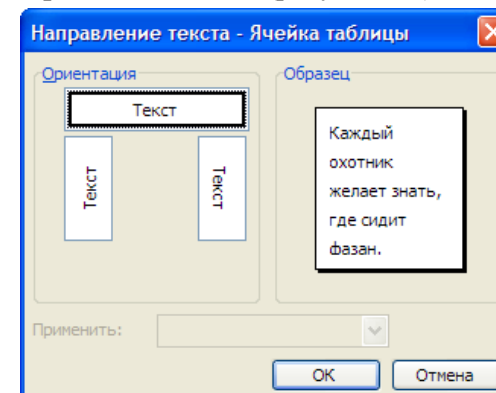 Направление текста - Ячейка таблицы
Ориентация
Образец
Текст
Текст
Текст
Каждый
охотник
желает знать,
где сидит
фазан.
Применить:
ОК
Отмена